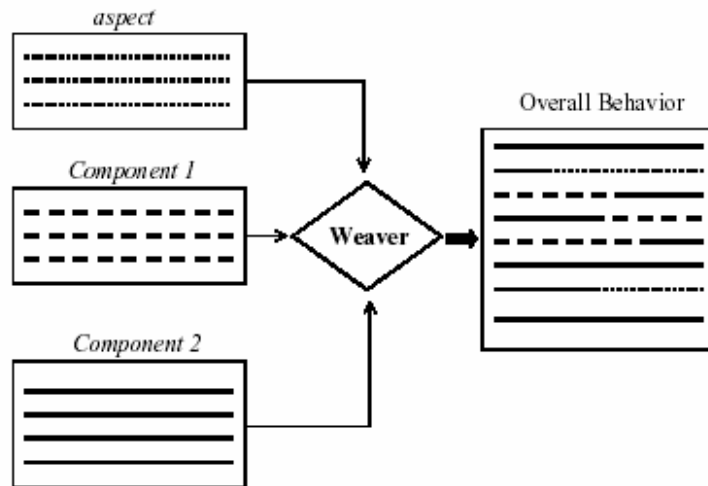 aspect
Component 1
Component 2
Weaver
Overall Behavior